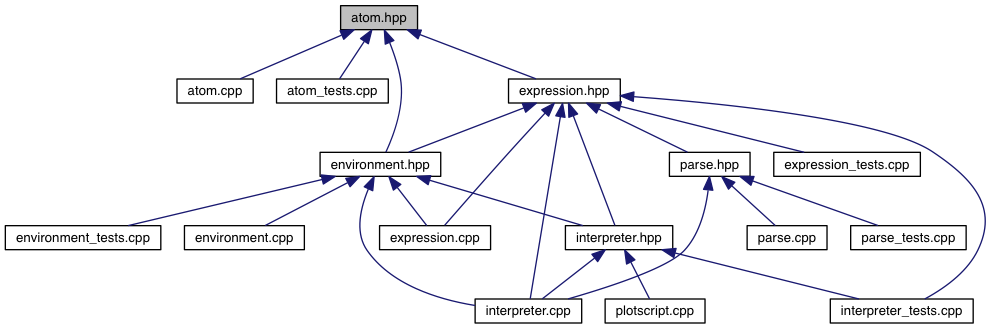 atom.hpp
atom.cpp
atom_tests.cpp
expression.hpp
environment.hpp
parse.hpp
expression_tests.cpp
environment_tests.cpp
environment.cpp
expression.cpp
interpreter.hpp
parse.cpp
parse_tests.cpp
interpreter.cpp
plotscript.cpp
interpreter_tests.cpp